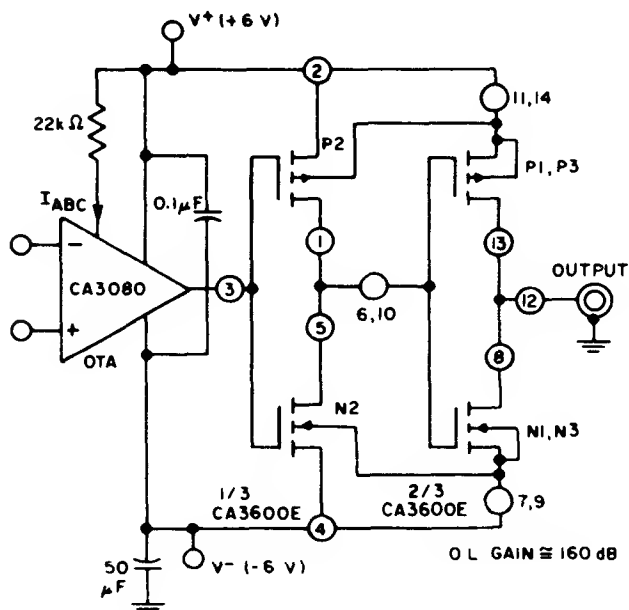 V+ (+6 V)
2
11,14
22kΩ
P2
P1, P3
IABC
0.1µF
1
13
OUTPUT
−
CA3080
3
6,10
12
+
5
8
OTA
N2
N1, N3
1/3
CA3600E
2/3
CA3600E
7,9
4
50
µF
V− (−6 V)
O L GAIN ≅ 160 dB